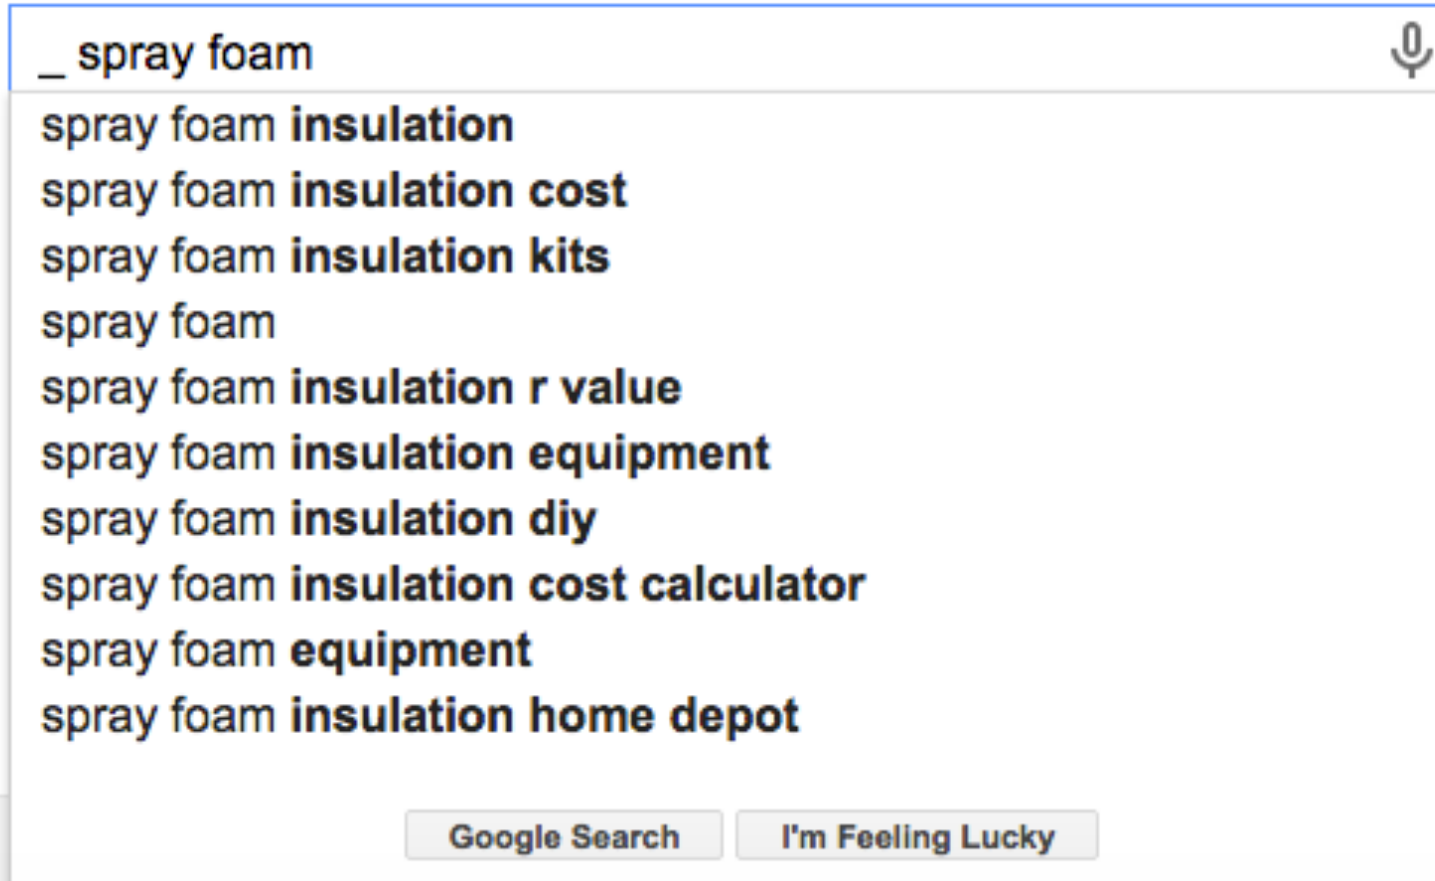 _ spray foam
spray foam insulation
spray foam insulation cost
spray foam insulation kits
spray foam
spray foam insulation r value
spray foam insulation equipment
spray foam insulation diy
spray foam insulation cost calculator
spray foam equipment
spray foam insulation home depot
Google Search I'm Feeling Lucky